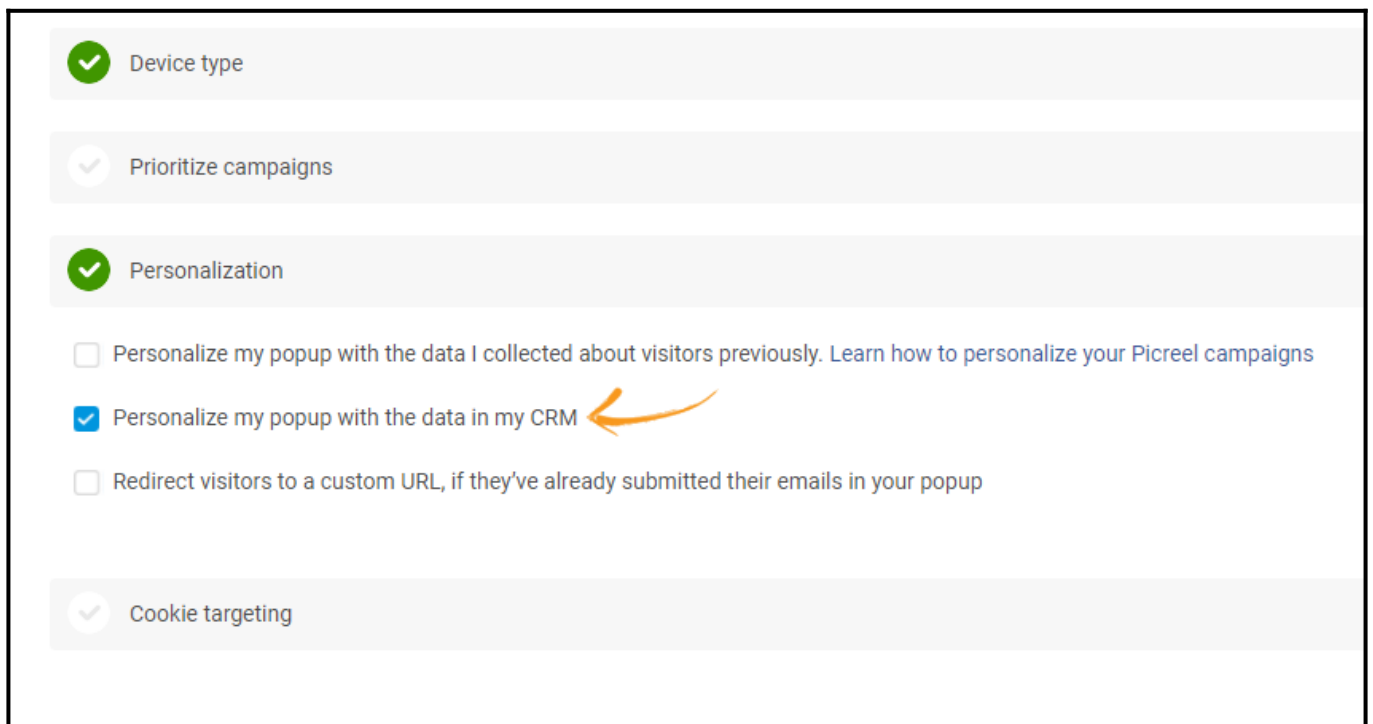 Device type
Prioritize campaigns
Personalization
Personalize my popup with the data I collected about visitors previously. Learn how to personalize your Picreel campaigns
Personalize my popup with the data in my CRM
Redirect visitors to a custom URL, if they’ve already submitted their emails in your popup
Cookie targeting